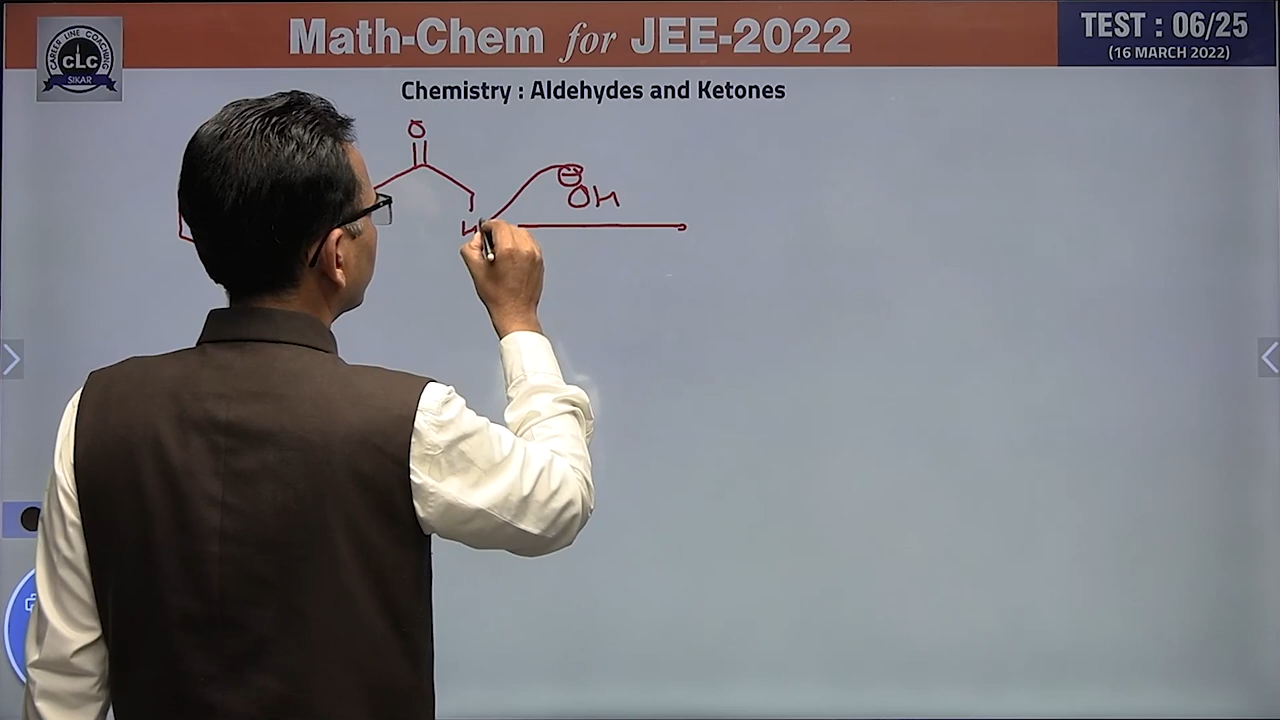 Math-Chem for JEE-2022
TEST : 06/25
(16 MARCH 2022)
CAREER LINE COACHING
CLC
SIKAR
Chemistry : Aldehydes and Ketones
O
⊖
OH
H